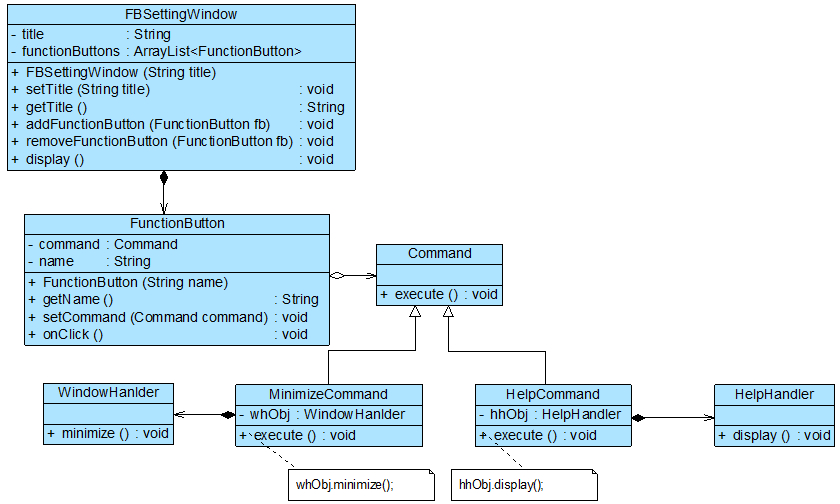 FBSettingWindow
- title : String
- functionButtons : ArrayList<FunctionButton>
+ FBSettingWindow (String title)
+ setTitle (String title) : void
+ getTitle () : String
+ addFunctionButton (FunctionButton fb) : void
+ removeFunctionButton (FunctionButton fb) : void
+ display () : void
FunctionButton
- command : Command
- name : String
+ FunctionButton (String name)
+ getName () : String
+ setCommand (Command command) : void
+ onClick () : void
Command
+ execute () : void
WindowHanlder
+ minimize () : void
MinimizeCommand
- whObj : WindowHanlder
+ execute () : void
HelpCommand
- hhObj : HelpHandler
+ execute () : void
HelpHandler
+ display () : void
whObj.minimize();
hhObj.display();